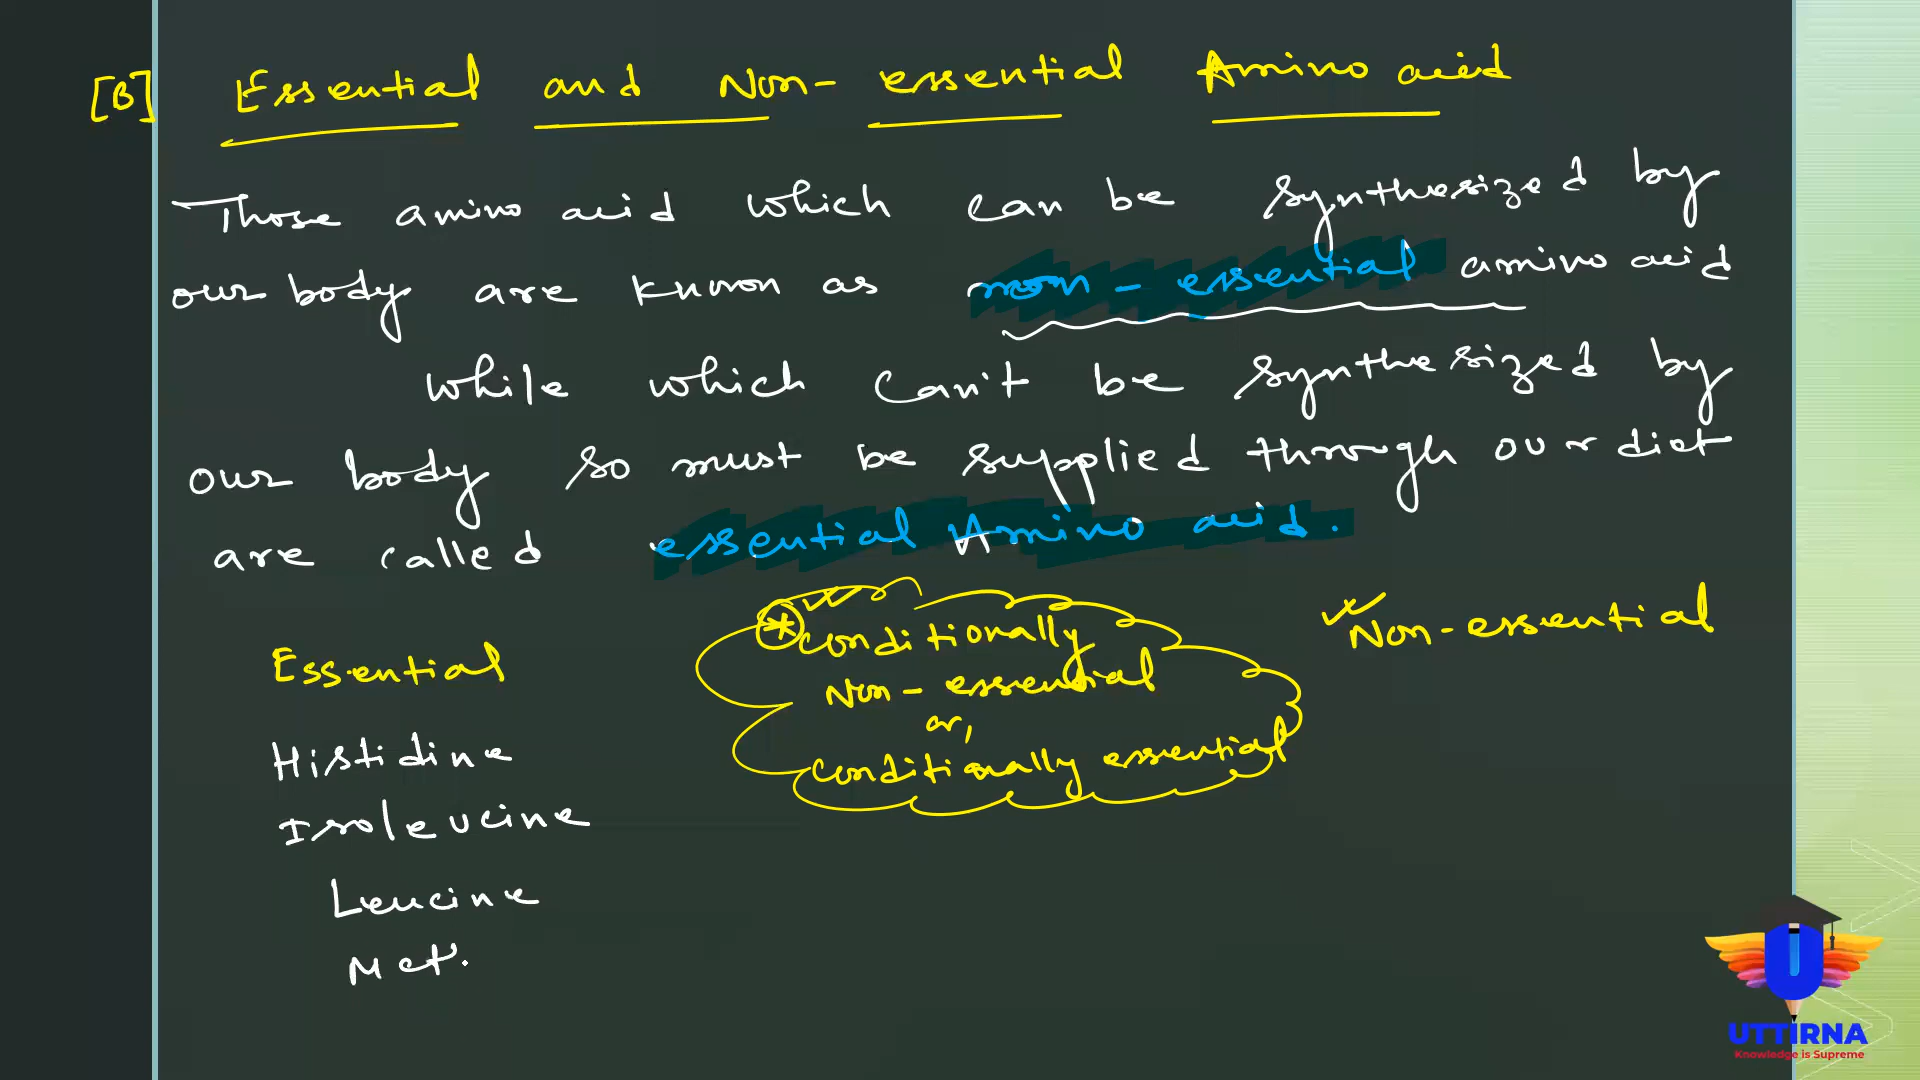 [B] Essential and Non-essential Amino acid
Those amino acid which can be synthesized by
our body are known as non-essential amino acid
while which can't be synthesized by
our body so must be supplied through our diet
are called essential Amino acid.
Essential
Histidine
Isoleucine
Leucine
Met.
* conditionally
Non-essential
or,
conditionally essential
Non-essential
U
UTTIRNA
Knowledge is Supreme